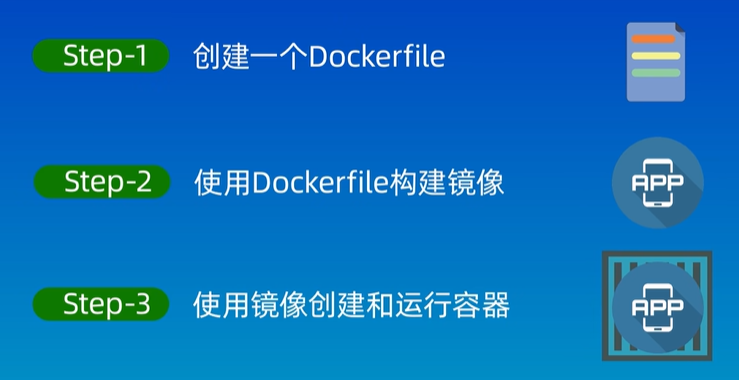 Step-1 创建一个Dockerfile
Step-2 使用Dockerfile构建镜像
APP
Step-3 使用镜像创建和运行容器
APP